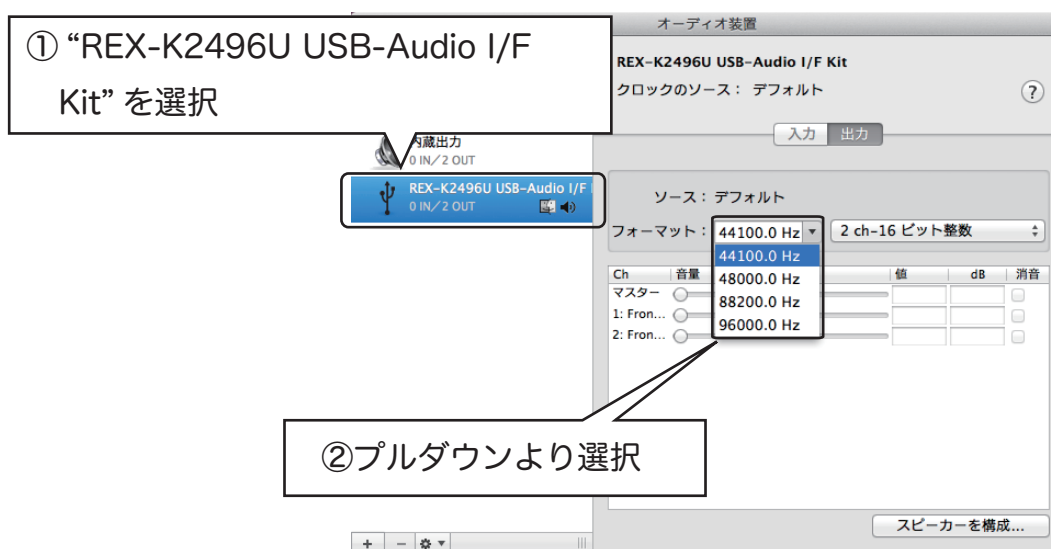 オーディオ装置
① “REX-K2496U USB-Audio I/F
Kit” を選択
REX-K2496U USB-Audio I/F Kit
クロックのソース： デフォルト
?
入力 出力
内蔵出力
0 IN/2 OUT
REX-K2496U USB-Audio I/F
0 IN/2 OUT
ソース： デフォルト
フォーマット： 44100.0 Hz 2 ch-16 ビット整数
44100.0 Hz
48000.0 Hz
88200.0 Hz
96000.0 Hz
Ch 音量 値 dB 消音
マスター
1: Fron...
2: Fron...
②プルダウンより選択
スピーカーを構成...
+ −